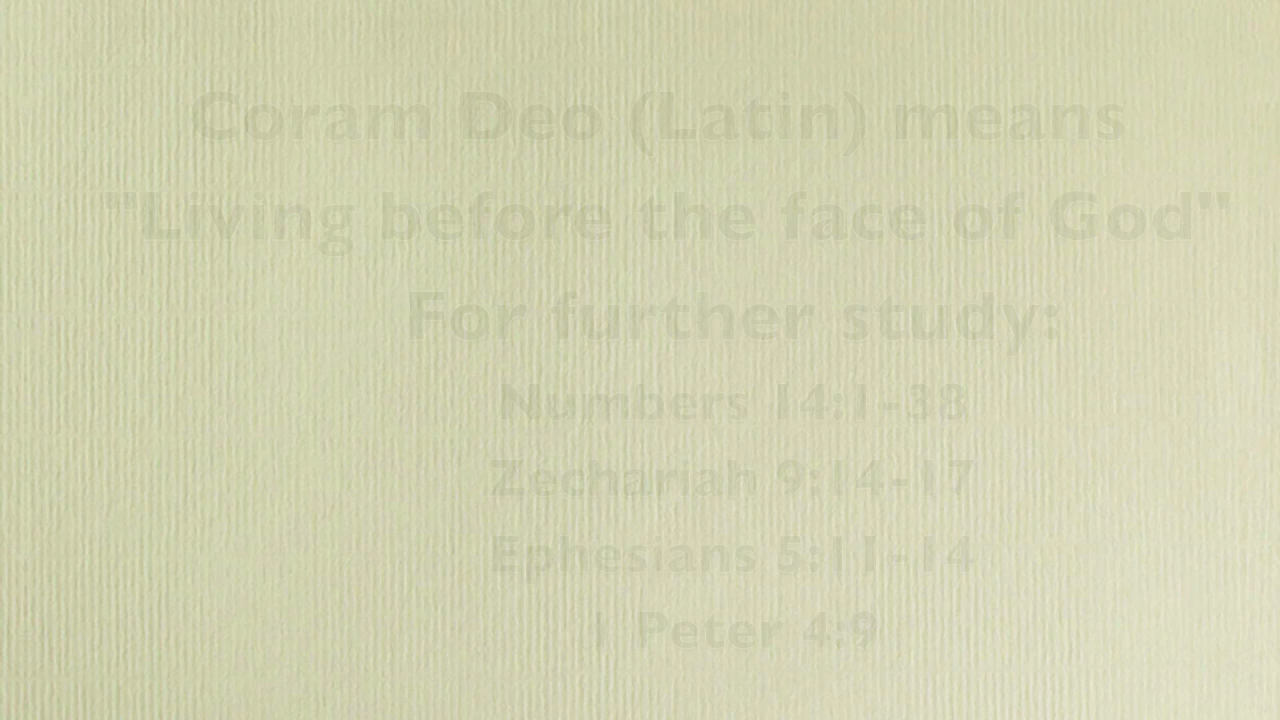 Coram Deo (Latin) means
"Living before the face of God"
For further study:
Numbers 14:1-38
Zechariah 9:14-17
Ephesians 5:11-14
1 Peter 4:9